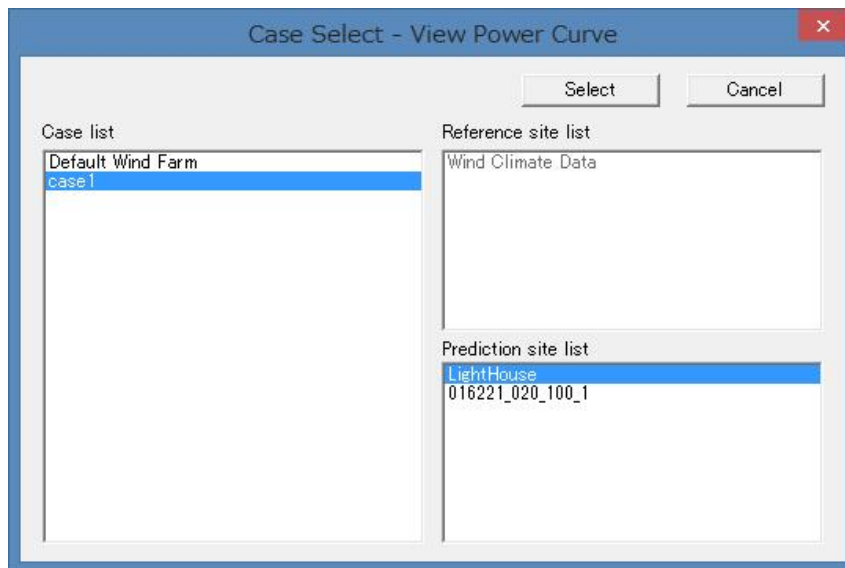 Case Select - View Power Curve
Select
Cancel
Case list
Default Wind Farm
case1
Reference site list
Wind Climate Data
Prediction site list
LightHouse
016221_020_100_1